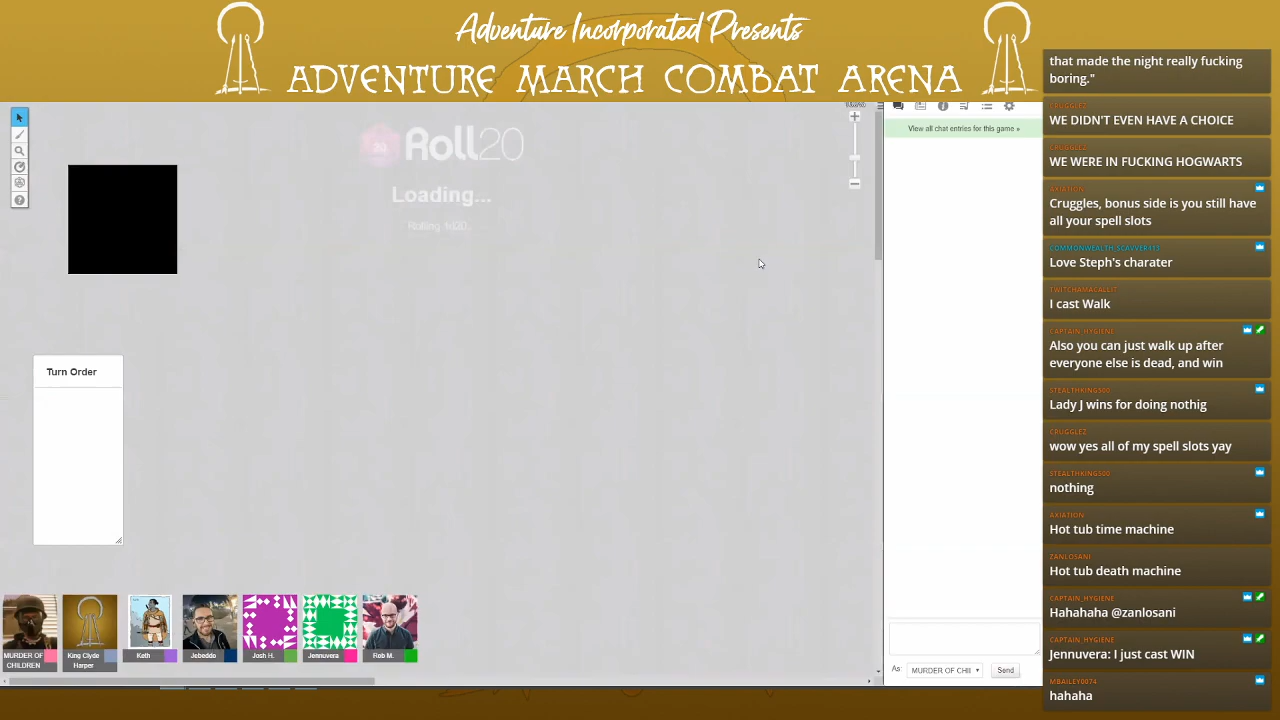 Adventure Incorporated Presents
ADVENTURE MARCH COMBAT ARENA
Roll20
Loading...
Rolling 1d20...
Turn Order
MURDER OF
CHILDREN
King Clyde
Harper
Keth
Jebeddo
Josh H.
Jennuvera
Rob M.
View all chat entries for this game »
As:
MURDER OF CHI
Send
that made the night really fucking
boring."
CRUGGLEZ
WE DIDN'T EVEN HAVE A CHOICE
CRUGGLEZ
WE WERE IN FUCKING HOGWARTS
AXIATION
Cruggles, bonus side is you still have
all your spell slots
Love Steph's charater
TWITCHAMACALLIT
I cast Walk
CAPTAIN_HYGIENE
Also you can just walk up after
everyone else is dead, and win
STEALTHKING300
Lady J wins for doing nothig
CRUGGLEZ
wow yes all of my spell slots yay
STEALTHKING300
nothing
AXIATION
Hot tub time machine
ZANLOSANI
Hot tub death machine
CAPTAIN_HYGIENE
Hahahaha @zanlosani
CAPTAIN_HYGIENE
Jennuvera: I just cast WIN
MBAILEY0074
hahaha